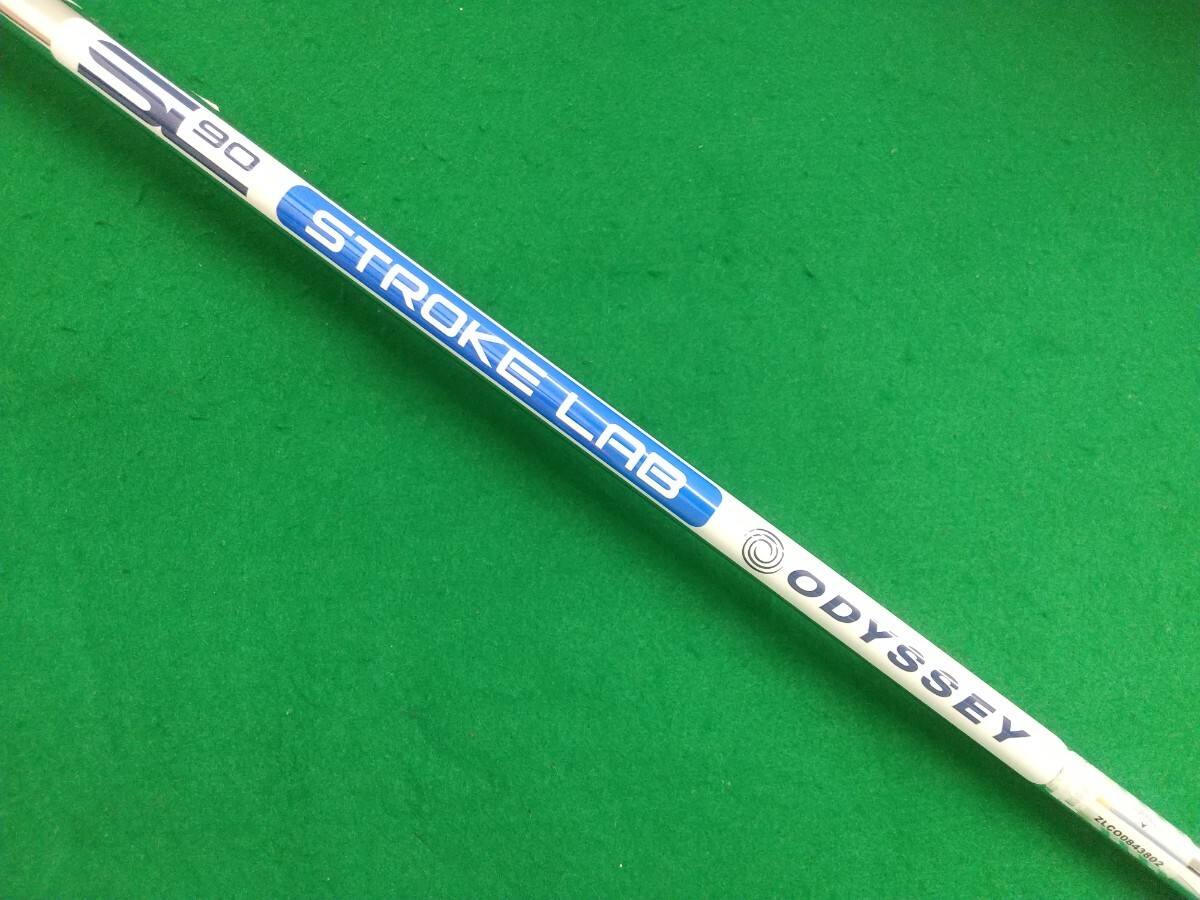 SL 90
STROKE LAB
ODYSSEY
ZLCO0843802